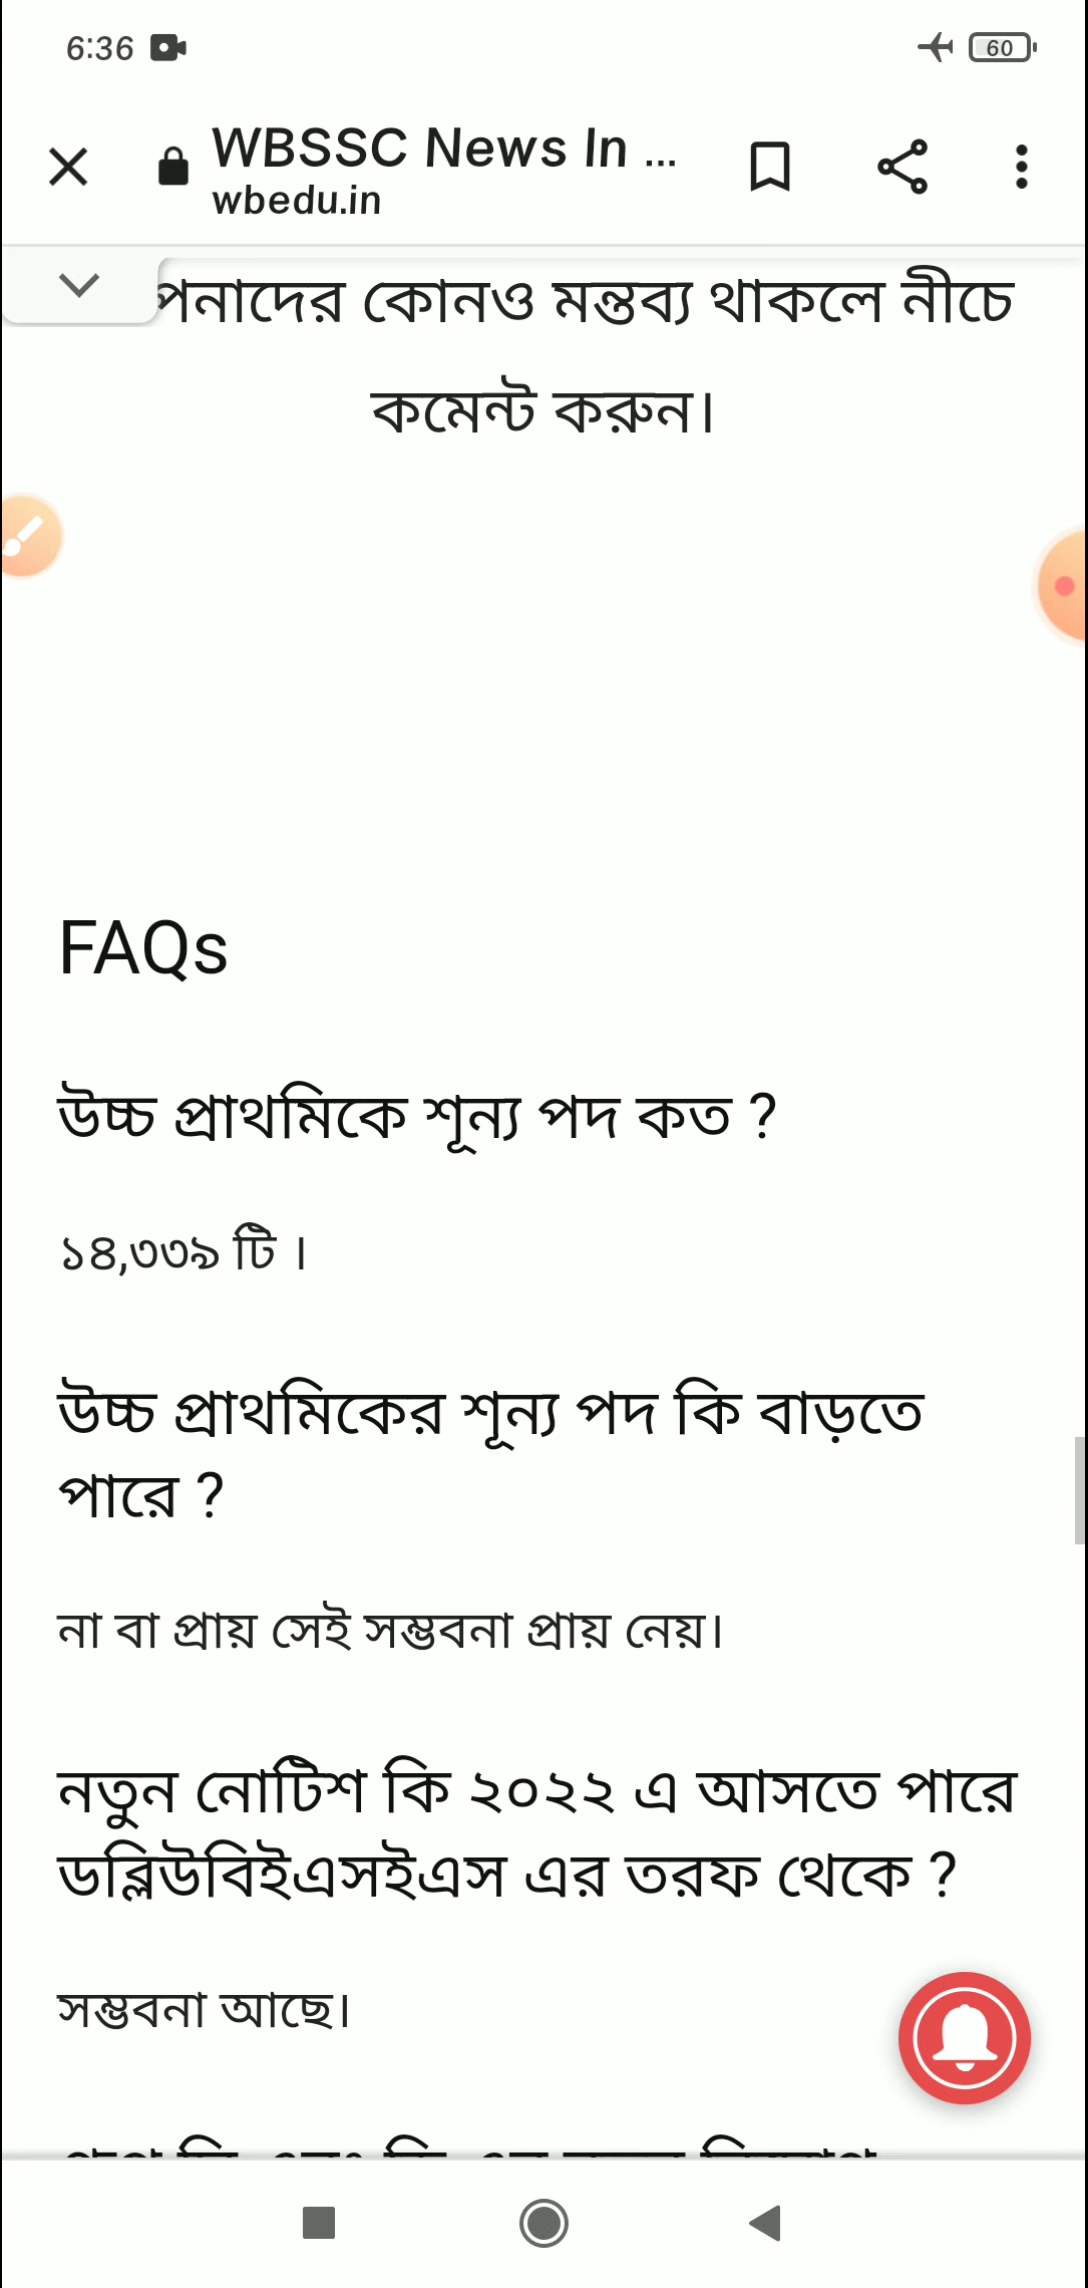 6:36
60
WBSSC News In ...
wbedu.in
পনাদের কোনও মন্তব্য থাকলে নীচে
কমেন্ট করুন।
FAQs
উচ্চ প্রাথমিকে শূন্য পদ কত ?
১৪,৩৩৯ টি ।
উচ্চ প্রাথমিকের শূন্য পদ কি বাড়তে
পারে ?
না বা প্রায় সেই সম্ভবনা প্রায় নেয়।
নতুন নোটিশ কি ২০২২ এ আসতে পারে
ডব্লিউবিইএসইএস এর তরফ থেকে ?
সম্ভবনা আছে।